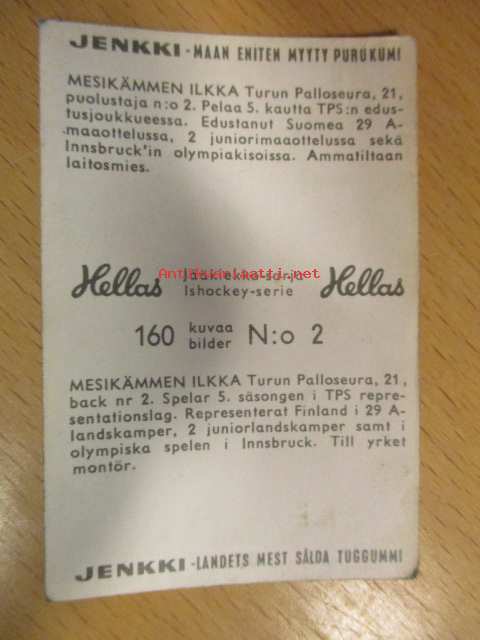 JENKKI - MAAN ENITEN MYYTY PURUKUMI
MESIKÄMMEN ILKKA Turun Palloseura, 21,
puolustaja n:o 2. Pelaa 5. kautta TPS:n edus-
tusjoukkueessa. Edustanut Suomea 29 A-
maaottelussa, 2 juniorimaaottelussa sekä
Innsbruck'in olympiakisoissa. Ammatiltaan
laitosmies.
Hellas Jääkiekko-sarja Hellas
Ishockey-serie
160 kuvaa N:o 2
bilder
MESIKÄMMEN ILKKA Turun Palloseura, 21,
back nr 2. Spelar 5. säsongen i TPS repre-
sentationslag. Representerat Finland i 29 A-
landskamper, 2 juniorlandskamper samt i
olympiska spelen i Innsbruck. Till yrket
montör.
JENKKI - LANDETS MEST SÅLDA TUGGUMMI